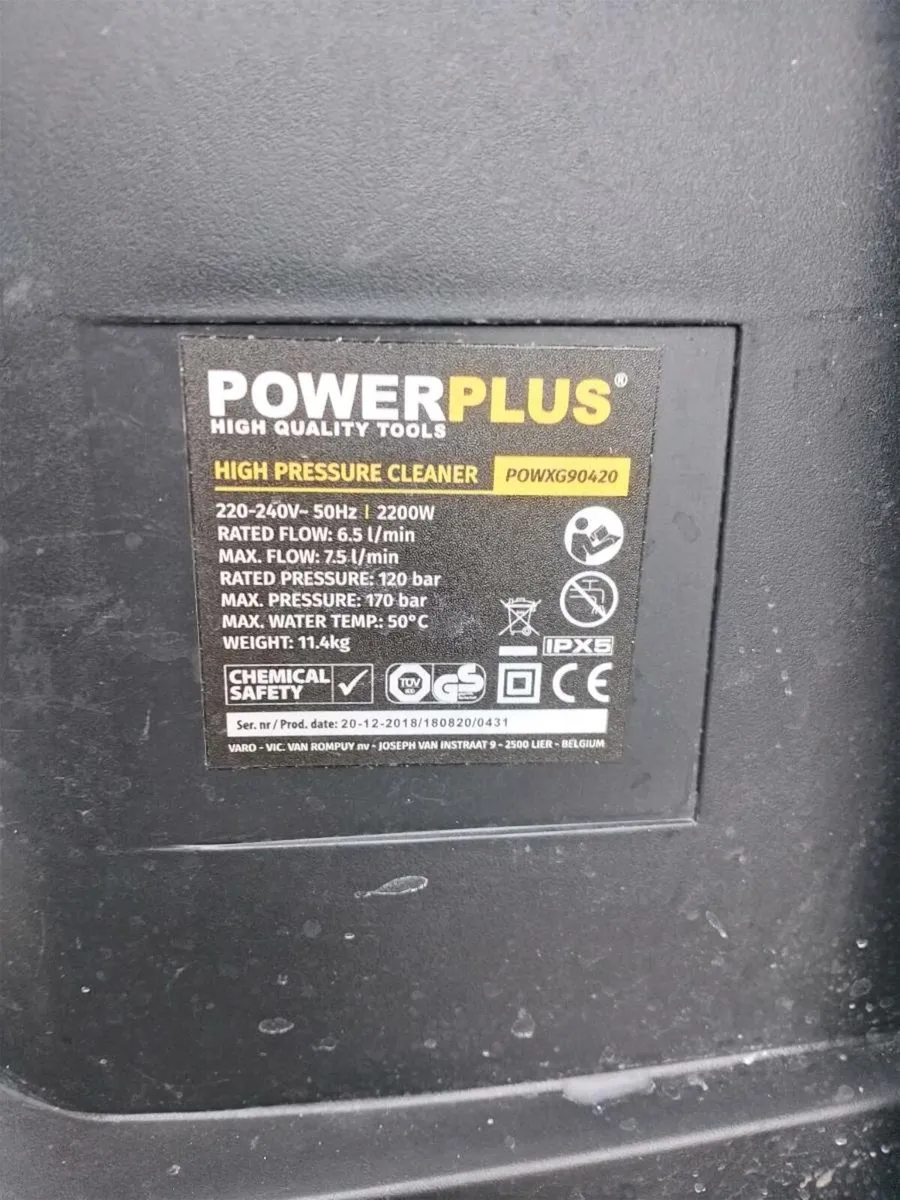 POWERPLUS®
HIGH QUALITY TOOLS
HIGH PRESSURE CLEANER POWXG90420
220-240V~ 50Hz | 2200W
RATED FLOW: 6.5 l/min
MAX. FLOW: 7.5 l/min
RATED PRESSURE: 120 bar
MAX. PRESSURE: 170 bar
MAX. WATER TEMP.: 50°C
WEIGHT: 11.4kg
IPX5
CHEMICAL
SAFETY
TÜV
GS
CE
Ser. nr / Prod. date: 20-12-2018/180820/0431
VARO - VIC. VAN ROMPUY nv - JOSEPH VAN INSTRAAT 9 - 2500 LIER - BELGIUM